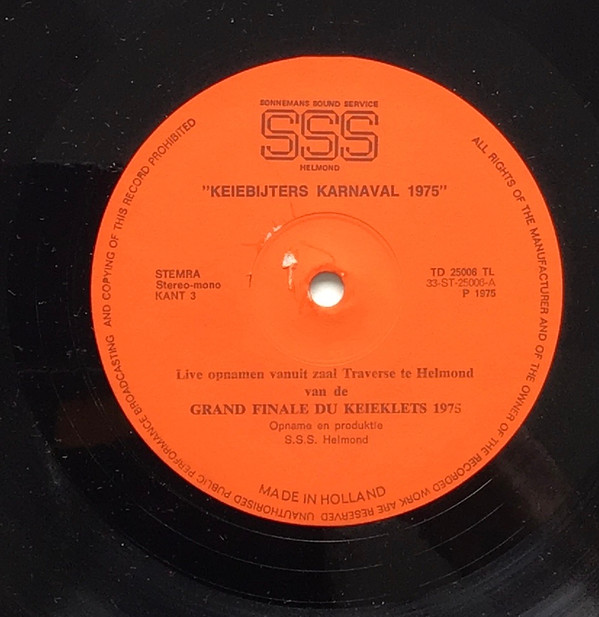 SONNEMANS SOUND SERVICE
SSS
HELMOND
"KEIEBIJTERS KARNAVAL 1975"
STEMRA
Stereo-mono
KANT 3
TD 25006 TL
33-ST-25006-A
P 1975
Live opnamen vanuit zaal Traverse te Helmond
van de
GRAND FINALE DU KEIEKLETS 1975
Opname en produktie
S.S.S. Helmond
MADE IN HOLLAND
ALL RIGHTS OF THE MANUFACTURER AND OF THE OWNER OF THE RECORDED WORK ARE RESERVED UNAUTHORISED PUBLIC PERFORMANCE BROADCASTING AND COPYING OF THIS RECORD PROHIBITED